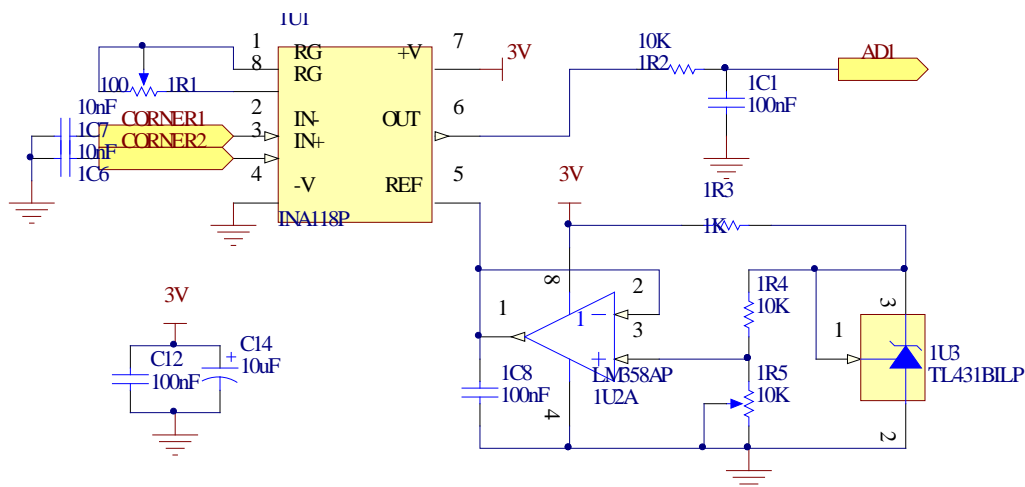 1U1
1
RG
+V
7
3V
10K
AD1
8
RG
1R2
100
1R1
1C1
100nF
10nF
CORNER1
2
IN-
OUT
6
1C7
3
IN+
10nF
CORNER2
1C6
4
-V
REF
5
INA118P
3V
1R3
1K
8
2
1
1
3
1R4
10K
3
1
1U3
TL431BILP
3V
C12
100nF
C14
10uF
1C8
100nF
LM358AP
1U2A
1R5
10K
4
2